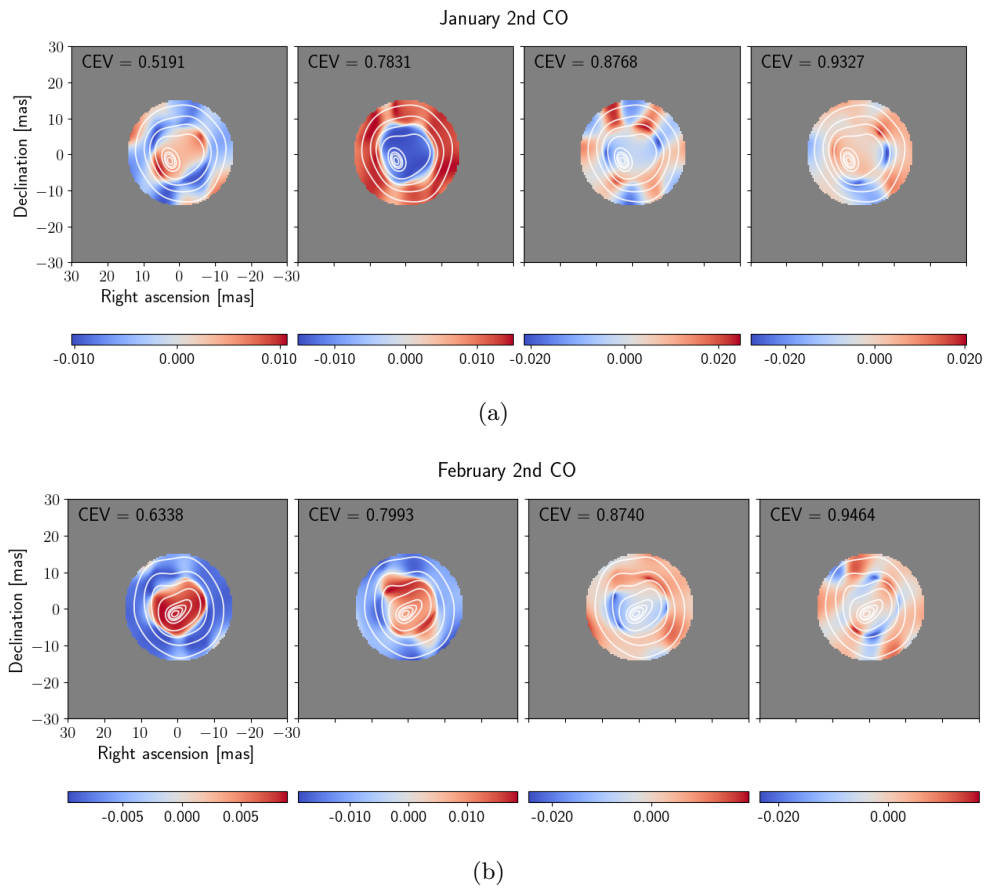 January 2nd CO
CEV = 0.5191 CEV = 0.7831 CEV = 0.8768 CEV = 0.9327
30
20
10
0
−10
−20
−30
Declination [mas]
30 20 10 0 −10 −20 −30
Right ascension [mas]
-0.010 0.000 0.010 -0.010 0.000 0.010 -0.020 0.000 0.020 -0.020 0.000 0.020
(a)
February 2nd CO
CEV = 0.6338 CEV = 0.7993 CEV = 0.8740 CEV = 0.9464
30
20
10
0
−10
−20
−30
Declination [mas]
30 20 10 0 −10 −20 −30
Right ascension [mas]
-0.005 0.000 0.005 -0.010 0.000 0.010 -0.020 0.000 -0.020 0.000
(b)